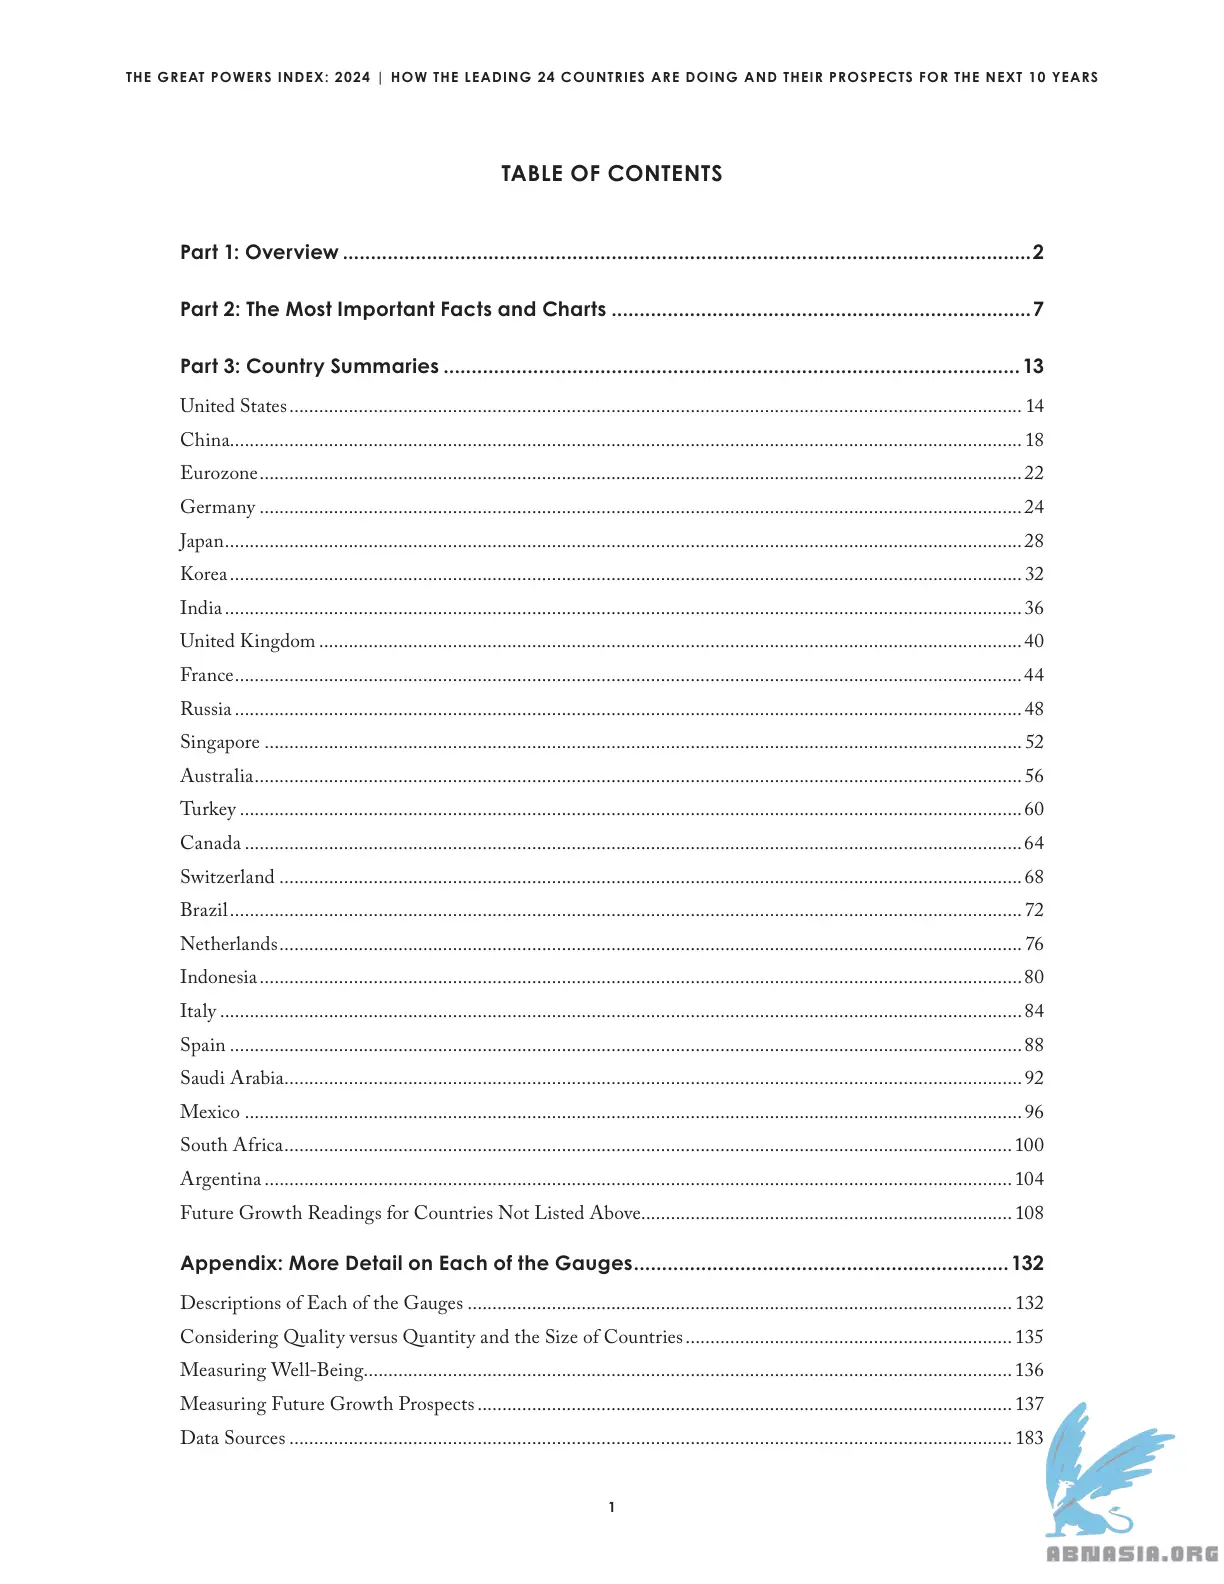 THE GREAT POWERS INDEX: 2024 | HOW THE LEADING 24 COUNTRIES ARE DOING AND THEIR PROSPECTS FOR THE NEXT 10 YEARS
TABLE OF CONTENTS
Part 1: Overview ........ 2
Part 2: The Most Important Facts and Charts ........ 7
Part 3: Country Summaries ........ 13
United States ........ 14
China ........ 18
Eurozone ........ 22
Germany ........ 24
Japan ........ 28
Korea ........ 32
India ........ 36
United Kingdom ........ 40
France ........ 44
Russia ........ 48
Singapore ........ 52
Australia ........ 56
Turkey ........ 60
Canada ........ 64
Switzerland ........ 68
Brazil ........ 72
Netherlands ........ 76
Indonesia ........ 80
Italy ........ 84
Spain ........ 88
Saudi Arabia ........ 92
Mexico ........ 96
South Africa ........ 100
Argentina ........ 104
Future Growth Readings for Countries Not Listed Above ........ 108
Appendix: More Detail on Each of the Gauges ........ 132
Descriptions of Each of the Gauges ........ 132
Considering Quality versus Quantity and the Size of Countries ........ 135
Measuring Well-Being ........ 136
Measuring Future Growth Prospects ........ 137
Data Sources ........ 183
1
ABNASIA.ORG